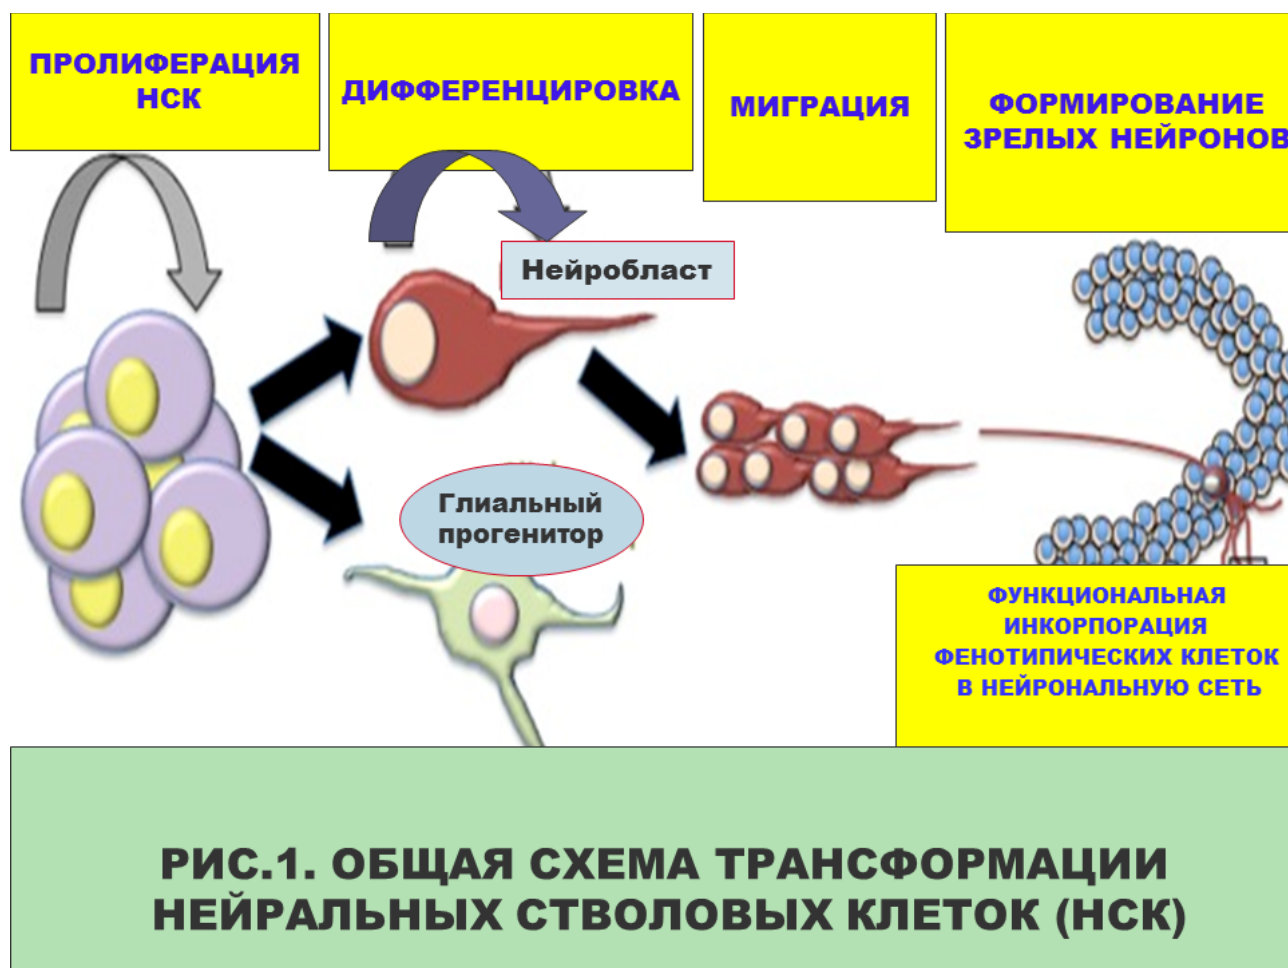 ПРОЛИФЕРАЦИЯ
НСК
ДИФФЕРЕНЦИРОВКА
МИГРАЦИЯ
ФОРМИРОВАНИЕ
ЗРЕЛЫХ НЕЙРОНОВ
Нейробласт
Глиальный
прогенитор
ФУНКЦИОНАЛЬНАЯ
ИНКОРПОРАЦИЯ
ФЕНОТИПИЧЕСКИХ КЛЕТОК
В НЕЙРОНАЛЬНУЮ СЕТЬ
РИС.1. ОБЩАЯ СХЕМА ТРАНСФОРМАЦИИ
НЕЙРАЛЬНЫХ СТВОЛОВЫХ КЛЕТОК (НСК)